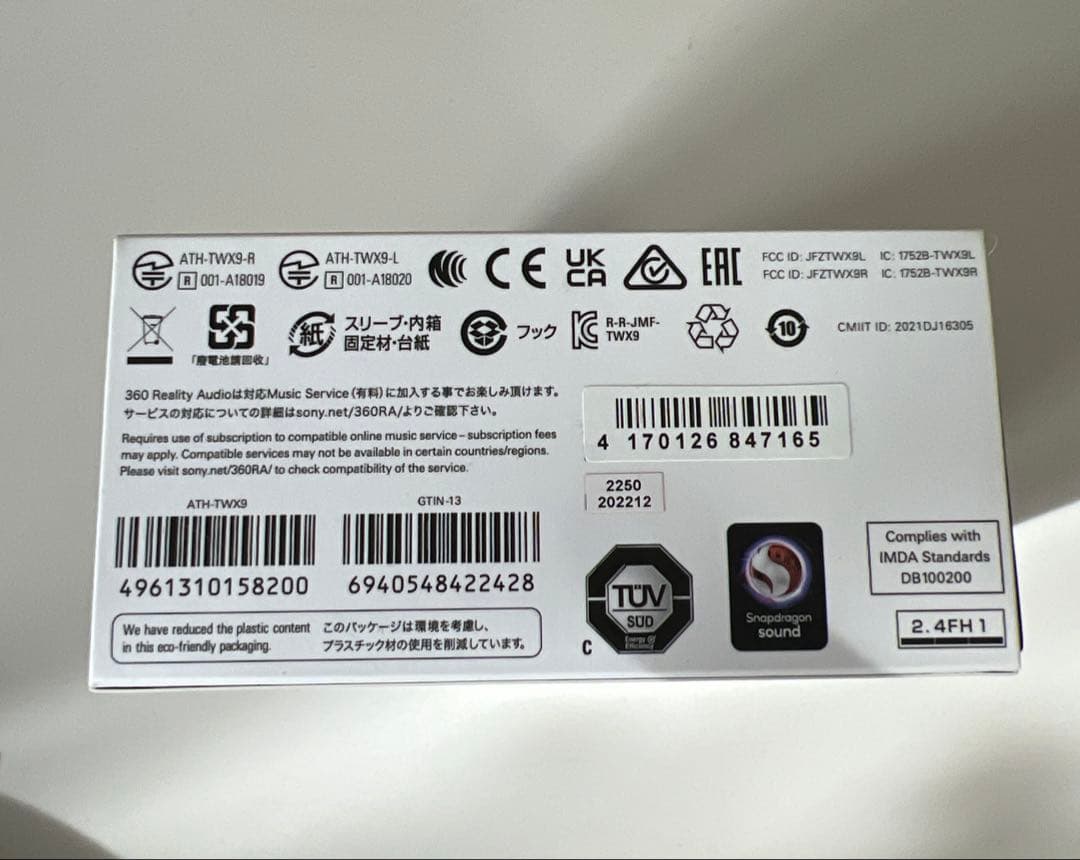 ATH-TWX9-R
R 001-A18019
ATH-TWX9-L
R 001-A18020
CE
UK
CA
EAC
FCC ID: JFZTWX9L IC: 1752B-TWX9L
FCC ID: JFZTWX9R IC: 1752B-TWX9R
「廢電池請回收」
紙
スリーブ・内箱
固定材・台紙
フック
R-R-JMF-
TWX9
10
CMIIT ID: 2021DJ16305
360 Reality Audioは対応Music Service（有料）に加入する事でお楽しみ頂けます。
サービスの対応についての詳細はsony.net/360RA/よりご確認下さい。
Requires use of subscription to compatible online music service – subscription fees
may apply. Compatible services may not be available in certain countries/regions.
Please visit sony.net/360RA/ to check compatibility of the service.
4 170126 847165
2250
202212
ATH-TWX9
4961310158200
GTIN-13
6940548422428
We have reduced the plastic content
in this eco-friendly packaging.
このパッケージは環境を考慮し、
プラスチック材の使用を削減しています。
C
TÜV
SÜD
Energy
Efficiency
Snapdragon
sound
Complies with
IMDA Standards
DB100200
2.4FH1